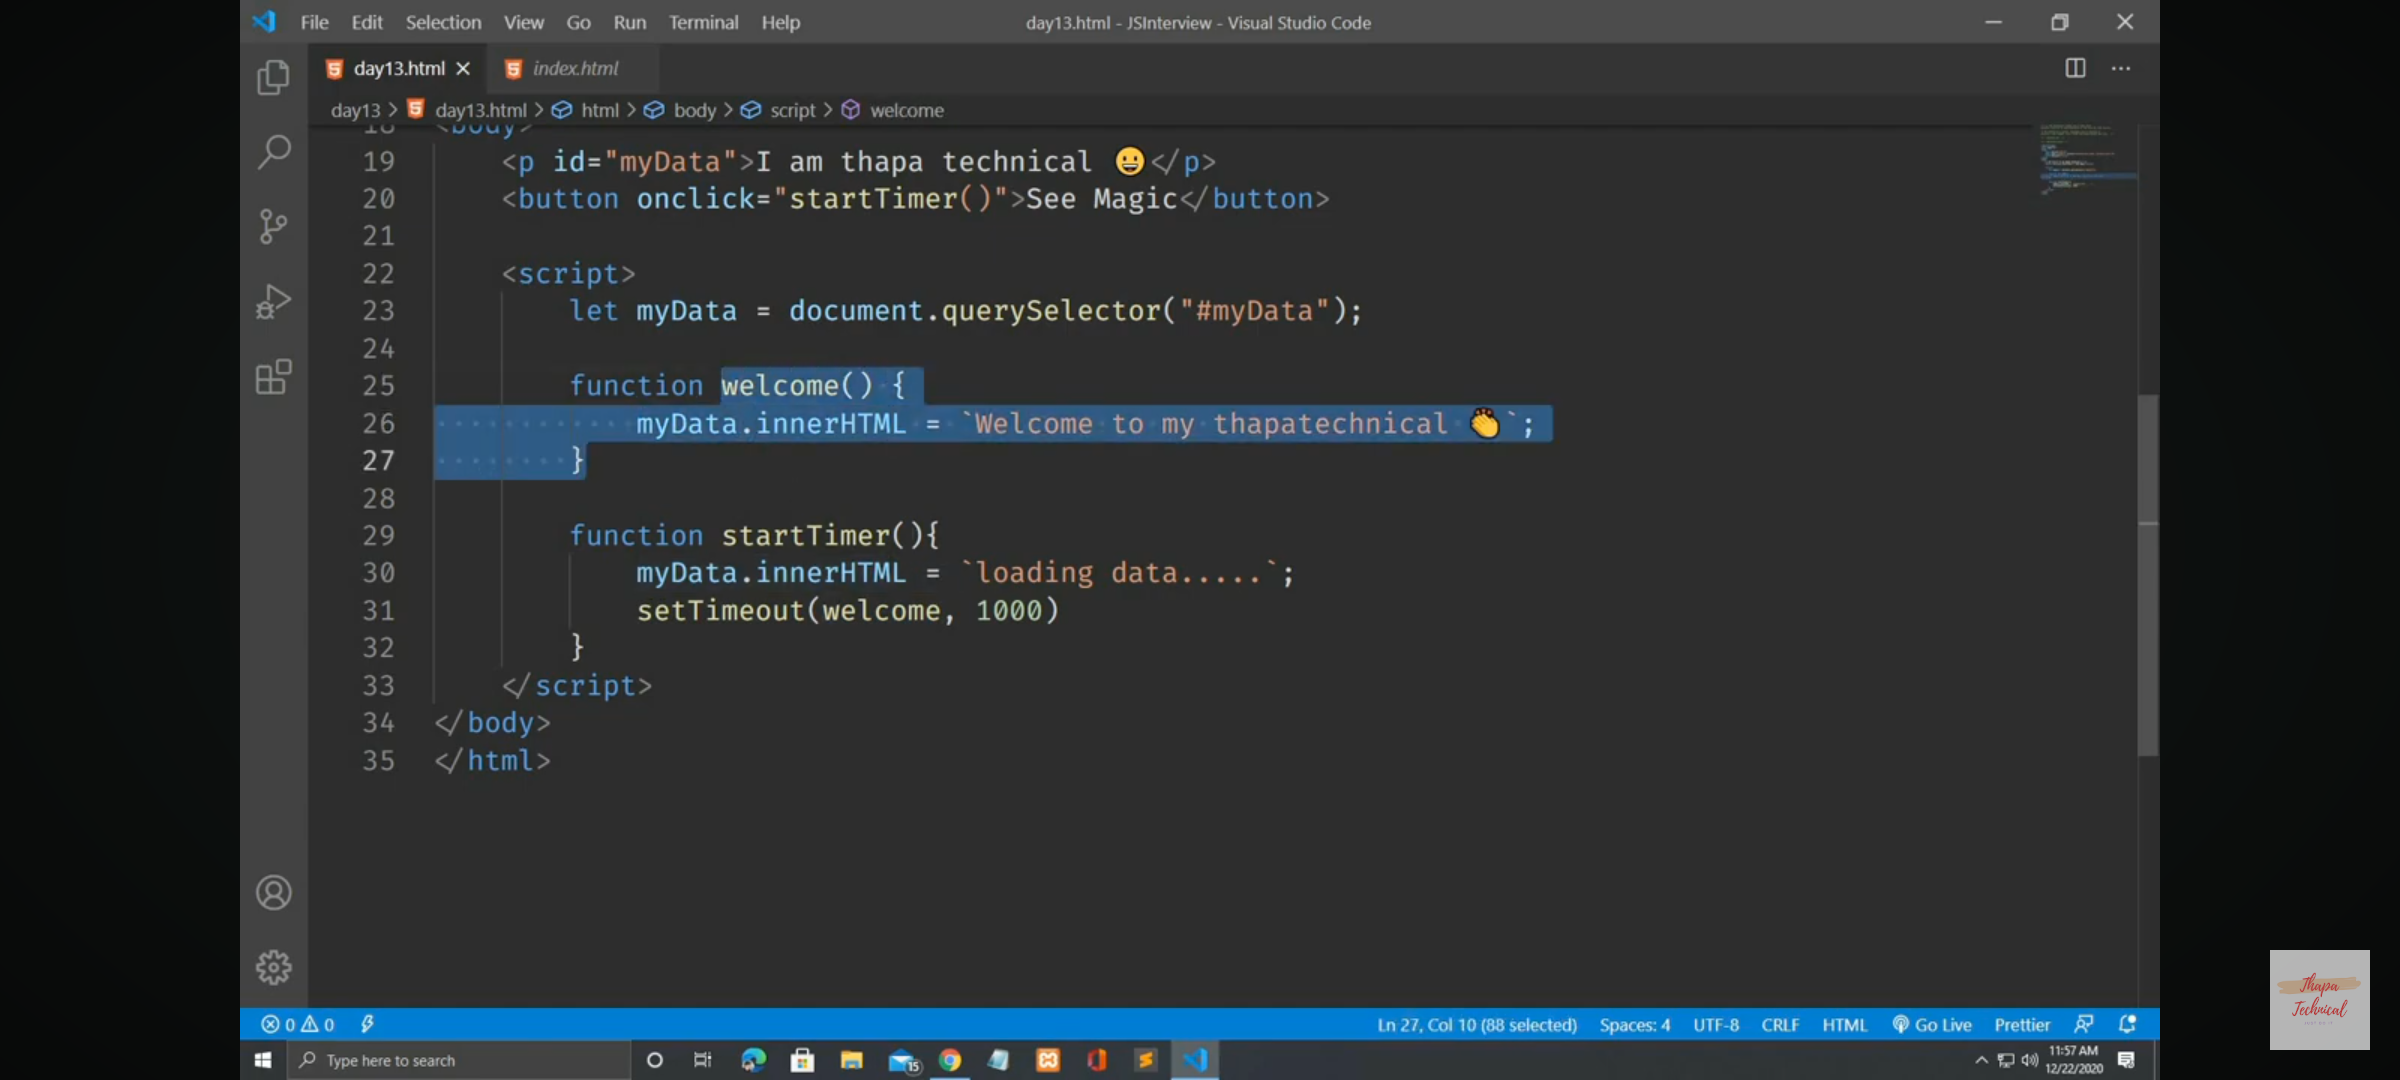 File Edit Selection View Go Run Terminal Help day13.html - JSInterview - Visual Studio Code
day13.html index.html
day13 > day13.html > html > body > script > welcome
18 <body>
19 <p id="myData">I am thapa technical 😀</p>
20 <button onclick="startTimer()">See Magic</button>
21
22 <script>
23 let myData = document.querySelector("#myData");
24
25 function welcome() {
26 myData.innerHTML = `Welcome to my thapatechnical 👏`;
27 }
28
29 function startTimer(){
30 myData.innerHTML = `loading data.....`;
31 setTimeout(welcome, 1000)
32 }
33 </script>
34 </body>
35 </html>
Thapa
Technical
0 0 Ln 27, Col 10 (88 selected) Spaces: 4 UTF-8 CRLF HTML Go Live Prettier
Type here to search 15 11:57 AM
12/22/2020